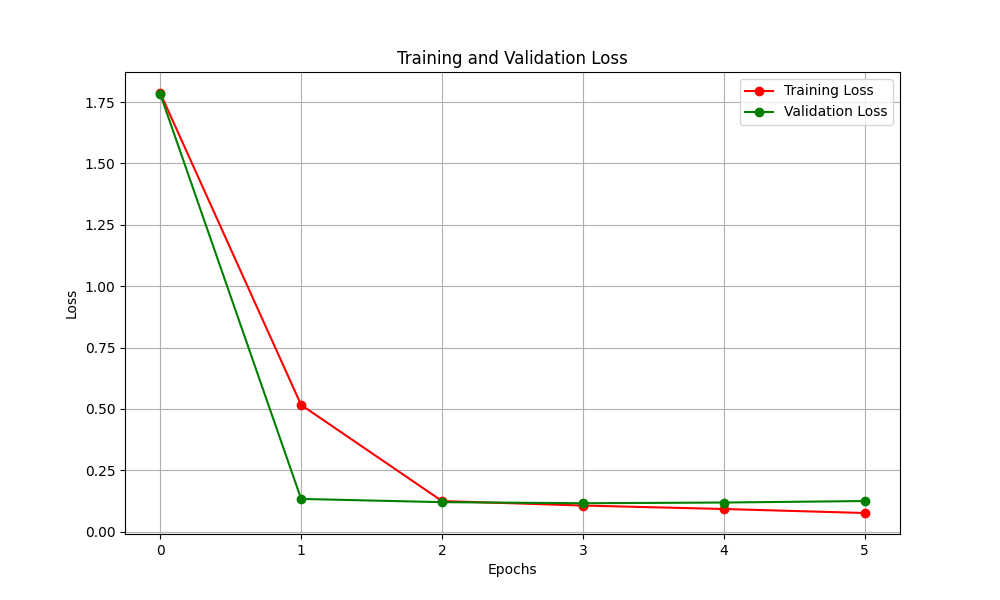 Training and Validation Loss
Training Loss
Validation Loss
1.75
1.50
1.25
1.00
0.75
0.50
0.25
0.00
Loss
0 1 2 3 4 5
Epochs